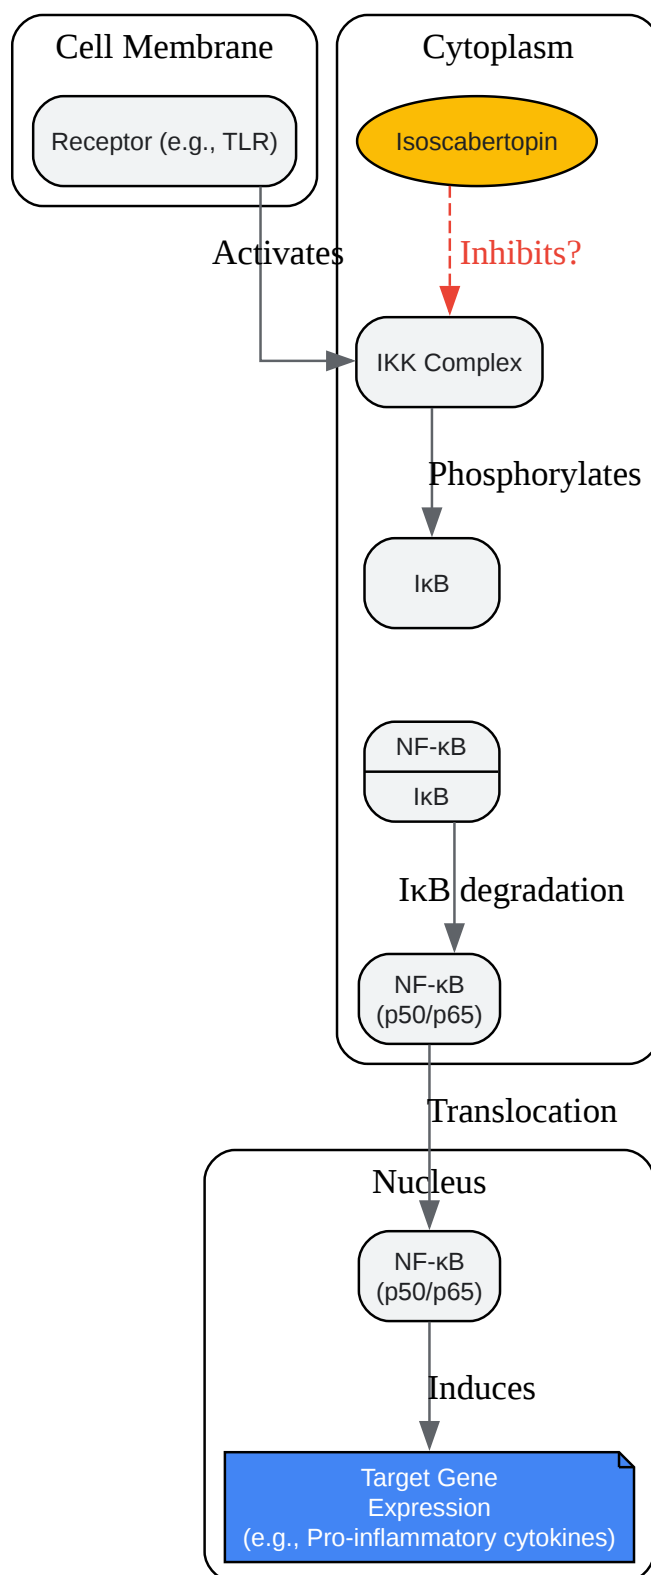 Cell Membrane
Cytoplasm
Receptor (e.g., TLR)
Isoscabertopin
Activates
Inhibits?
IKK Complex
Phosphorylates
IκB
NF-κB
IκB
IκB degradation
NF-κB
(p50/p65)
Translocation
Nucleus
NF-κB
(p50/p65)
Induces
Target Gene
Expression
(e.g., Pro-inflammatory cytokines)